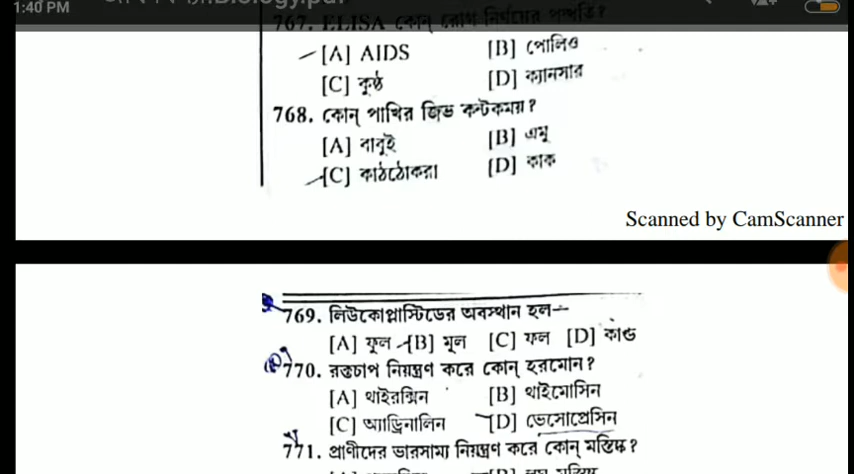 1:40 PM
767. ELISA কোন্ রোগ নির্ণয়ের পদ্ধতি?
[A] AIDS [B] পোলিও
[C] কুষ্ঠ [D] ক্যানসার
768. কোন্ পাখির জিভ কন্টকময়?
[A] বাবুই [B] এমু
[C] কাঠঠোকরা [D] কাক
Scanned by CamScanner
769. লিউকোপ্লাস্টিডের অবস্থান হল—
[A] ফুল [B] মূল [C] ফল [D] কাণ্ড
770. রক্তচাপ নিয়ন্ত্রণ করে কোন্ হরমোন?
[A] থাইরক্সিন [B] থাইমোসিন
[C] অ্যাড্রিনালিন [D] ভেসোপ্রেসিন
771. প্রাণীদের ভারসাম্য নিয়ন্ত্রণ করে কোন্ মস্তিষ্ক?